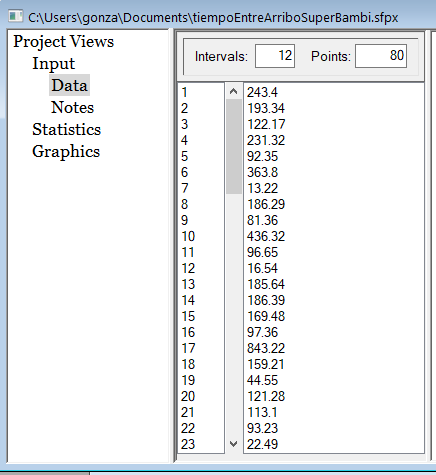 C:\Users\gonza\Documents\tiempoEntreArriboSuperBambi.sfpx
Project Views
Input
Data
Notes
Statistics
Graphics
Intervals: 12 Points: 80
1 243.4
2 193.34
3 122.17
4 231.32
5 92.35
6 363.8
7 13.22
8 186.29
9 81.36
10 436.32
11 96.65
12 16.54
13 185.64
14 186.39
15 169.48
16 97.36
17 843.22
18 159.21
19 44.55
20 121.28
21 113.1
22 93.23
23 22.49